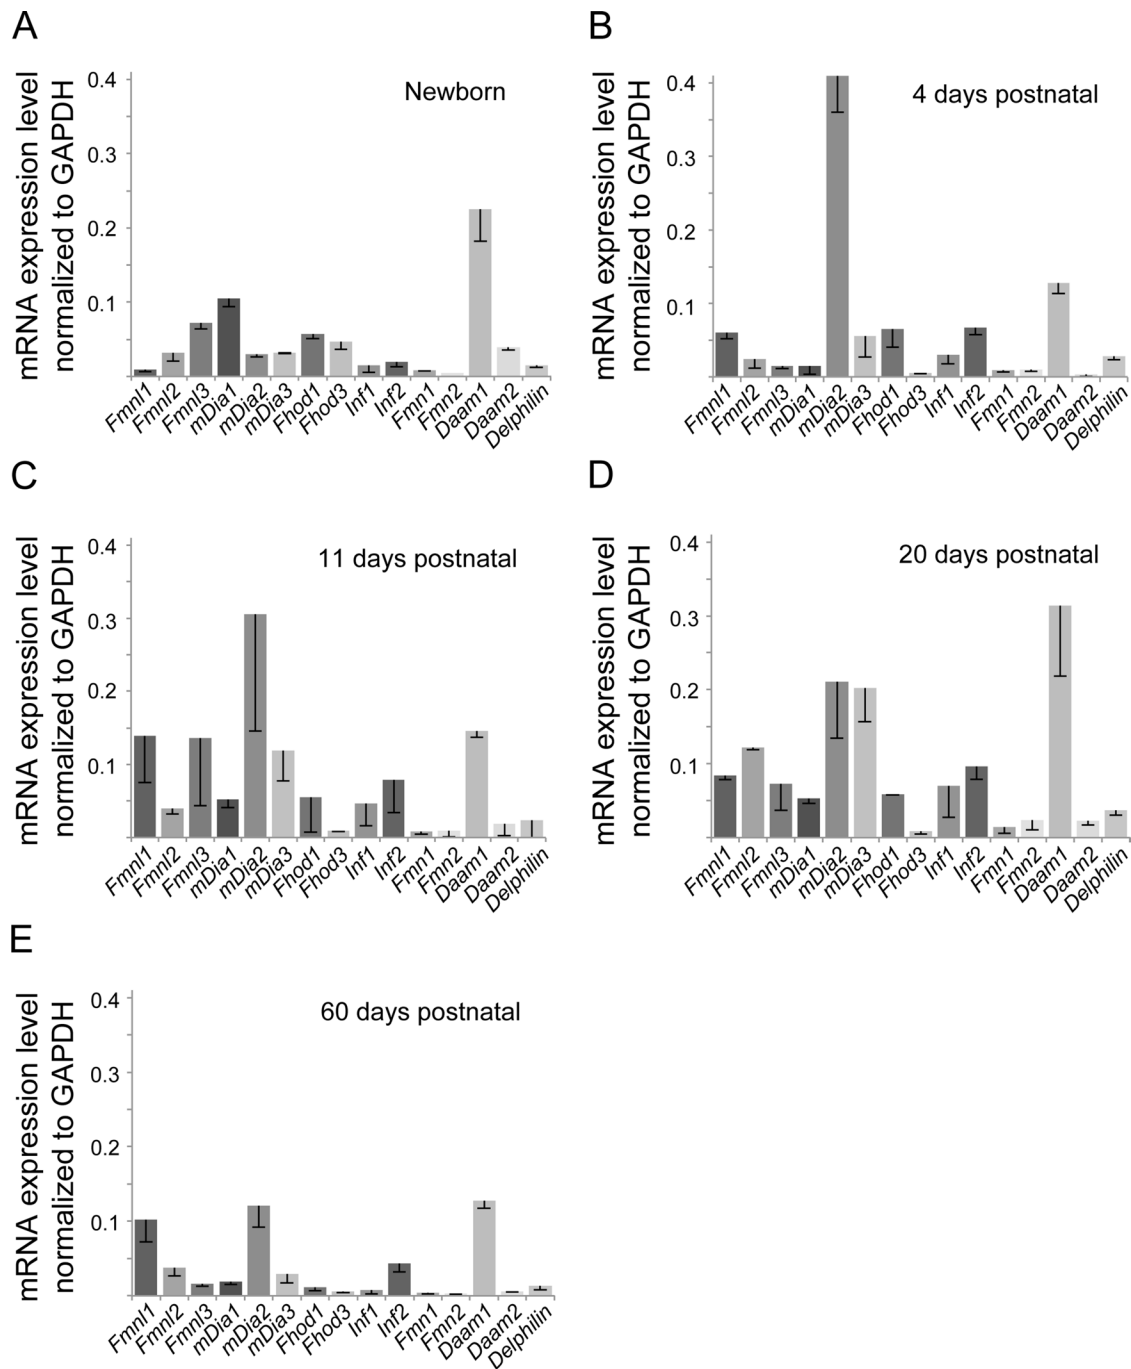 A
mRNA expression level
normalized to GAPDH
0.4
0.3
0.2
0.1
Newborn
Fmnl1
Fmnl2
Fmnl3
mDia1
mDia2
mDia3
Fhod1
Fhod3
Inf1
Inf2
Fmn1
Fmn2
Daam1
Daam2
Delphilin
B
mRNA expression level
normalized to GAPDH
0.4
0.3
0.2
0.1
4 days postnatal
Fmnl1
Fmnl2
Fmnl3
mDia1
mDia2
mDia3
Fhod1
Fhod3
Inf1
Inf2
Fmn1
Fmn2
Daam1
Daam2
Delphilin
C
mRNA expression level
normalized to GAPDH
0.4
0.3
0.2
0.1
11 days postnatal
Fmnl1
Fmnl2
Fmnl3
mDia1
mDia2
mDia3
Fhod1
Fhod3
Inf1
Inf2
Fmn1
Fmn2
Daam1
Daam2
Delphilin
D
mRNA expression level
normalized to GAPDH
0.4
0.3
0.2
0.1
20 days postnatal
Fmnl1
Fmnl2
Fmnl3
mDia1
mDia2
mDia3
Fhod1
Fhod3
Inf1
Inf2
Fmn1
Fmn2
Daam1
Daam2
Delphilin
E
mRNA expression level
normalized to GAPDH
0.4
0.3
0.2
0.1
60 days postnatal
Fmnl1
Fmnl2
Fmnl3
mDia1
mDia2
mDia3
Fhod1
Fhod3
Inf1
Inf2
Fmn1
Fmn2
Daam1
Daam2
Delphilin